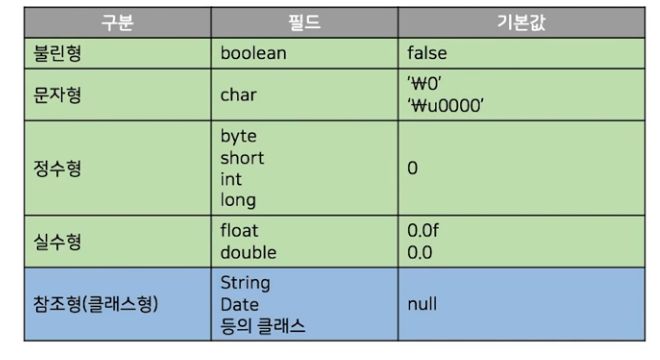 구분 필드 기본값
불린형 boolean false
문자형 char '₩0'
'₩u0000'
정수형 byte
short
int
long
0
실수형 float
double
0.0f
0.0
참조형(클래스형) String
Date
등의 클래스
null